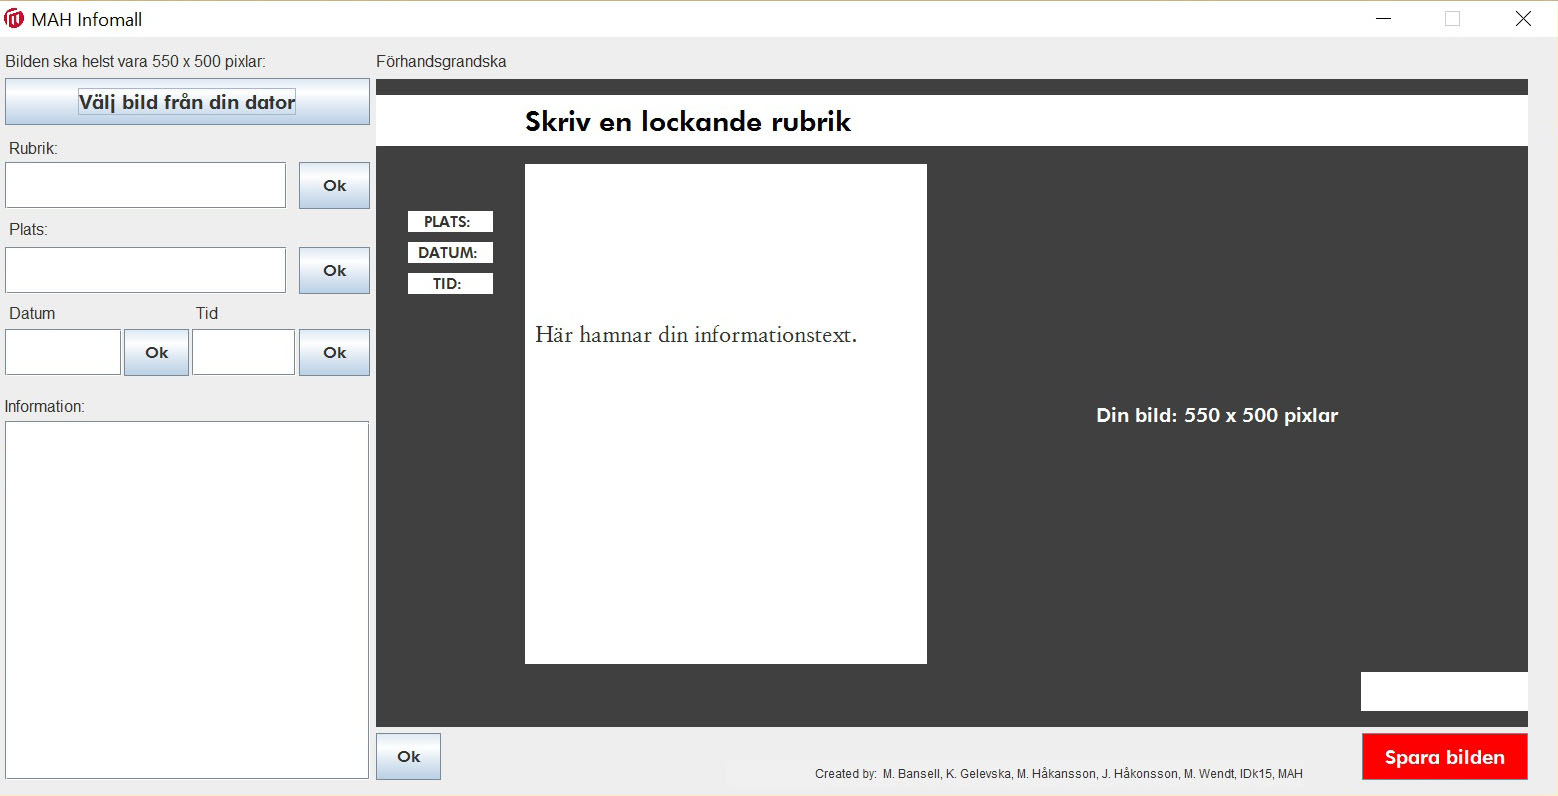 MAH Infomall
Bilden ska helst vara 550 x 500 pixlar:
Välj bild från din dator
Rubrik:
Ok
Plats:
Ok
Datum
Tid
Ok
Ok
Information:
Förhandsgrandska
Skriv en lockande rubrik
PLATS:
DATUM:
TID:
Här hamnar din informationstext.
Din bild: 550 x 500 pixlar
Ok
Created by: M. Bansell, K. Gelevska, M. Håkansson, J. Håkonsson, M. Wendt, IDk15, MAH
Spara bilden